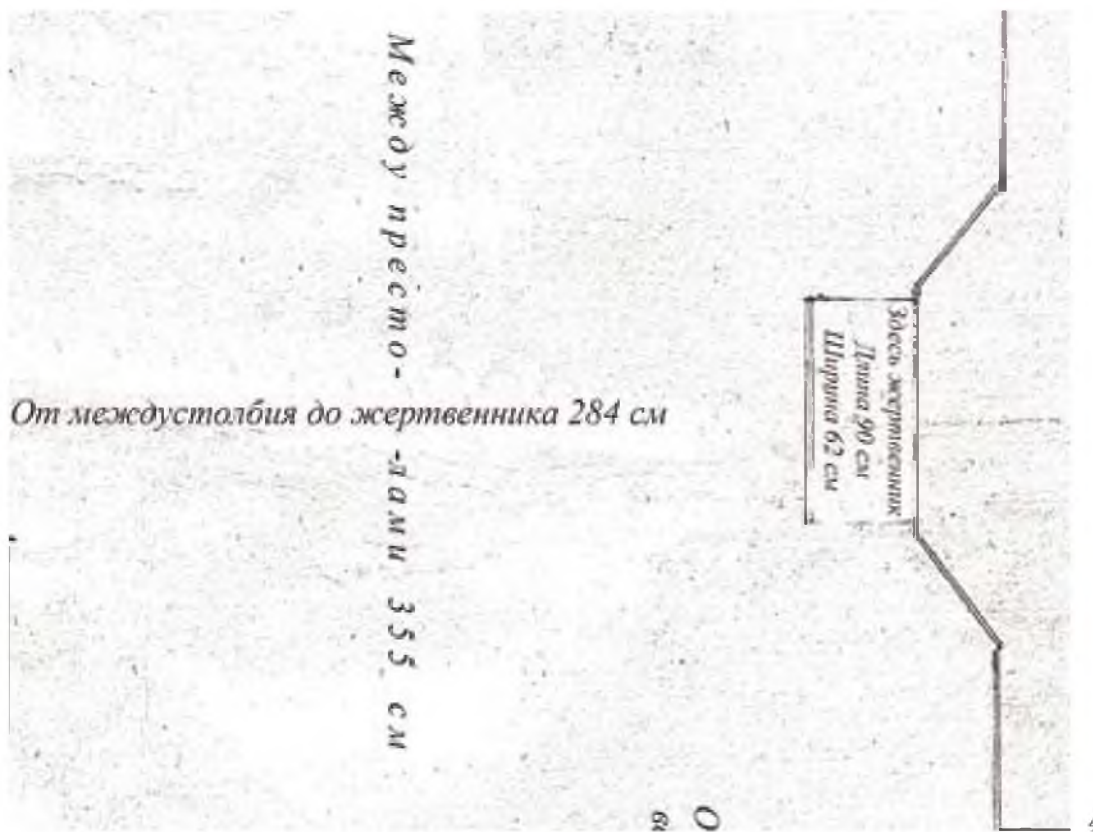 Между престо- -лами 355 см
От междустолбия до жертвенника 284 см
Здесь жертвенник
Длина 90 см
Ширина 62 см
О